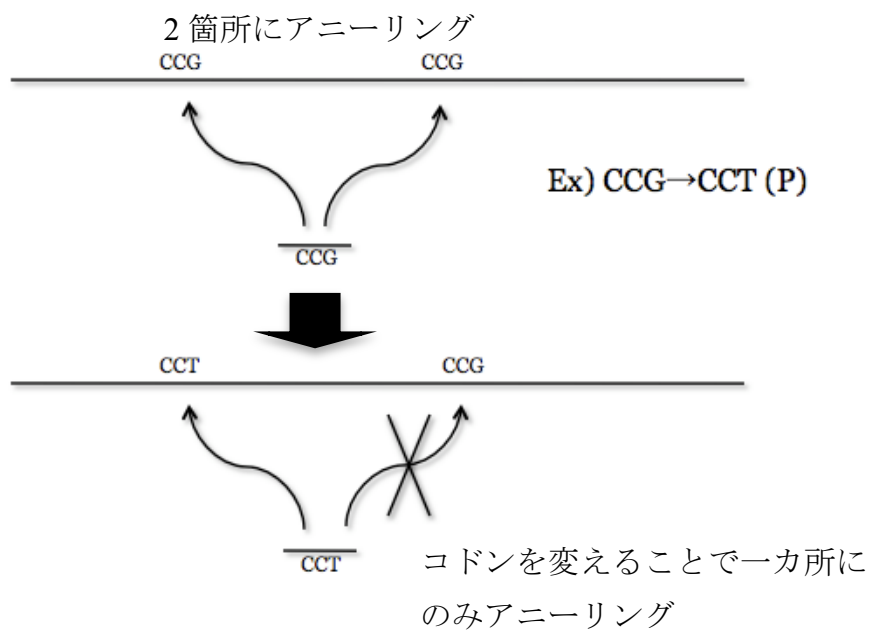 2 箇所にアニーリング
CCG CCG
Ex) CCG→CCT (P)
CCG
CCT CCG
CCT
コドンを変えることで一カ所に
のみアニーリング